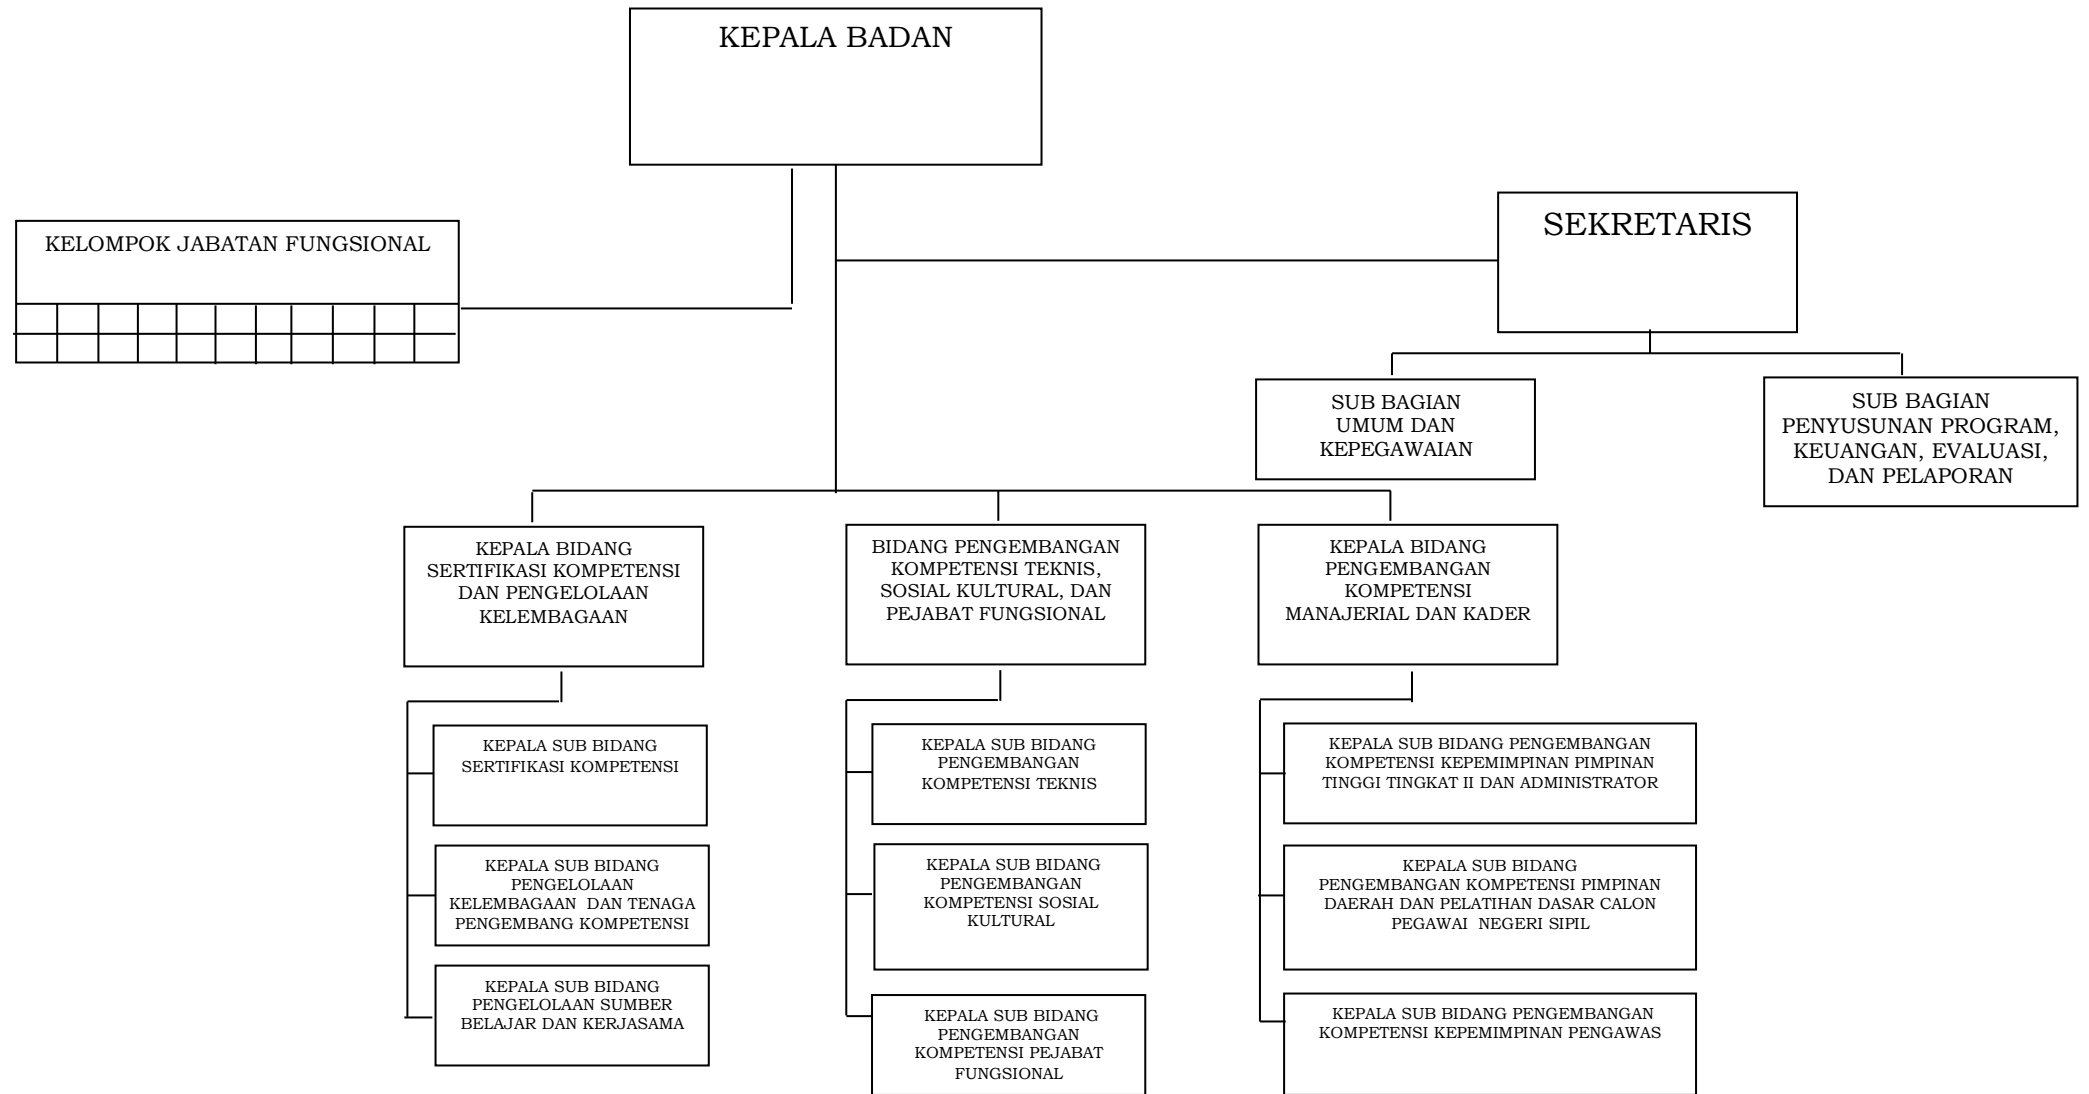 KEPALA BADAN
SEKRETARIS
KELOMPOK JABATAN FUNGSIONAL
SUB BAGIAN
UMUM DAN
KEPEGAWAIAN
SUB BAGIAN
PENYUSUNAN PROGRAM,
KEUANGAN, EVALUASI,
DAN PELAPORAN
KEPALA BIDANG
SERTIFIKASI KOMPETENSI
DAN PENGELOLAAN
KELEMBAGAAN
BIDANG PENGEMBANGAN
KOMPETENSI TEKNIS,
SOSIAL KULTURAL, DAN
PEJABAT FUNGSIONAL
KEPALA BIDANG
PENGEMBANGAN
KOMPETENSI
MANAJERIAL DAN KADER
KEPALA SUB BIDANG
SERTIFIKASI KOMPETENSI
KEPALA SUB BIDANG
PENGELOLAAN
KELEMBAGAAN  DAN TENAGA
PENGEMBANG KOMPETENSI
KEPALA SUB BIDANG
PENGELOLAAN SUMBER
BELAJAR DAN KERJASAMA
KEPALA SUB BIDANG
PENGEMBANGAN
KOMPETENSI TEKNIS
KEPALA SUB BIDANG
PENGEMBANGAN
KOMPETENSI SOSIAL
KULTURAL
KEPALA SUB BIDANG
PENGEMBANGAN
KOMPETENSI PEJABAT
FUNGSIONAL
KEPALA SUB BIDANG PENGEMBANGAN
KOMPETENSI KEPEMIMPINAN PIMPINAN
TINGGI TINGKAT II DAN ADMINISTRATOR
KEPALA SUB BIDANG
PENGEMBANGAN KOMPETENSI PIMPINAN
DAERAH DAN PELATIHAN DASAR CALON
PEGAWAI  NEGERI SIPIL
KEPALA SUB BIDANG PENGEMBANGAN
KOMPETENSI KEPEMIMPINAN PENGAWAS